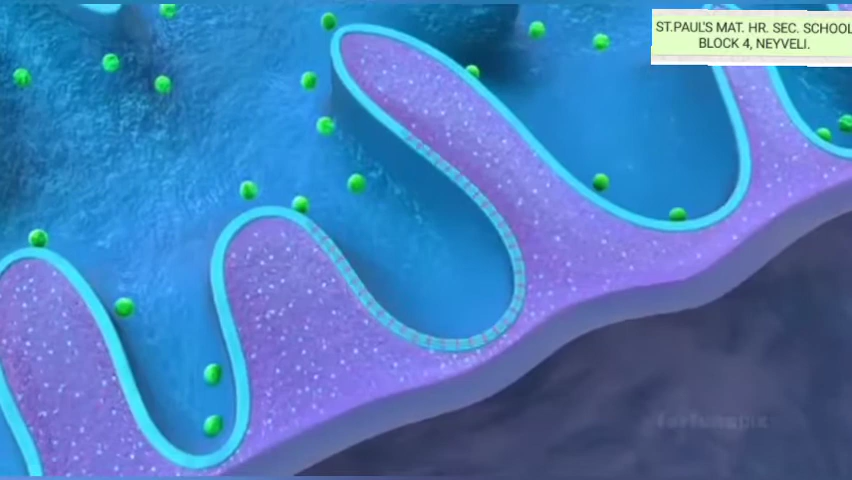 ST.PAUL'S MAT. HR. SEC. SCHOOL
BLOCK 4, NEYVELI.